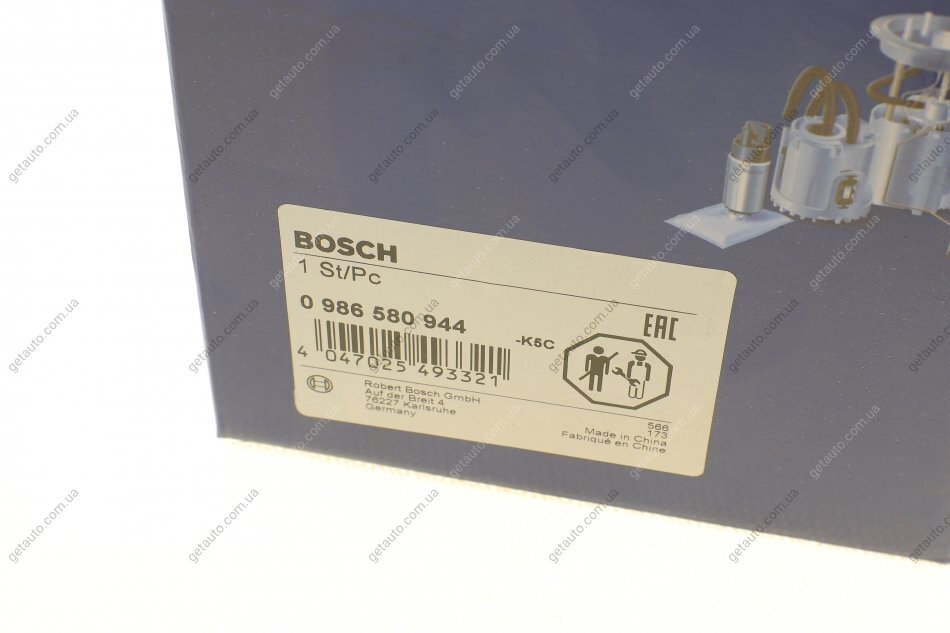 BOSCH
1 St/Pc
0 986 580 944
-K5C
EAC
4 047025 493321
Robert Bosch GmbH
Auf der Breit 4
76227 Karlsruhe
Germany
566
173
Made in China
Fabriqué en Chine
getauto.com.ua